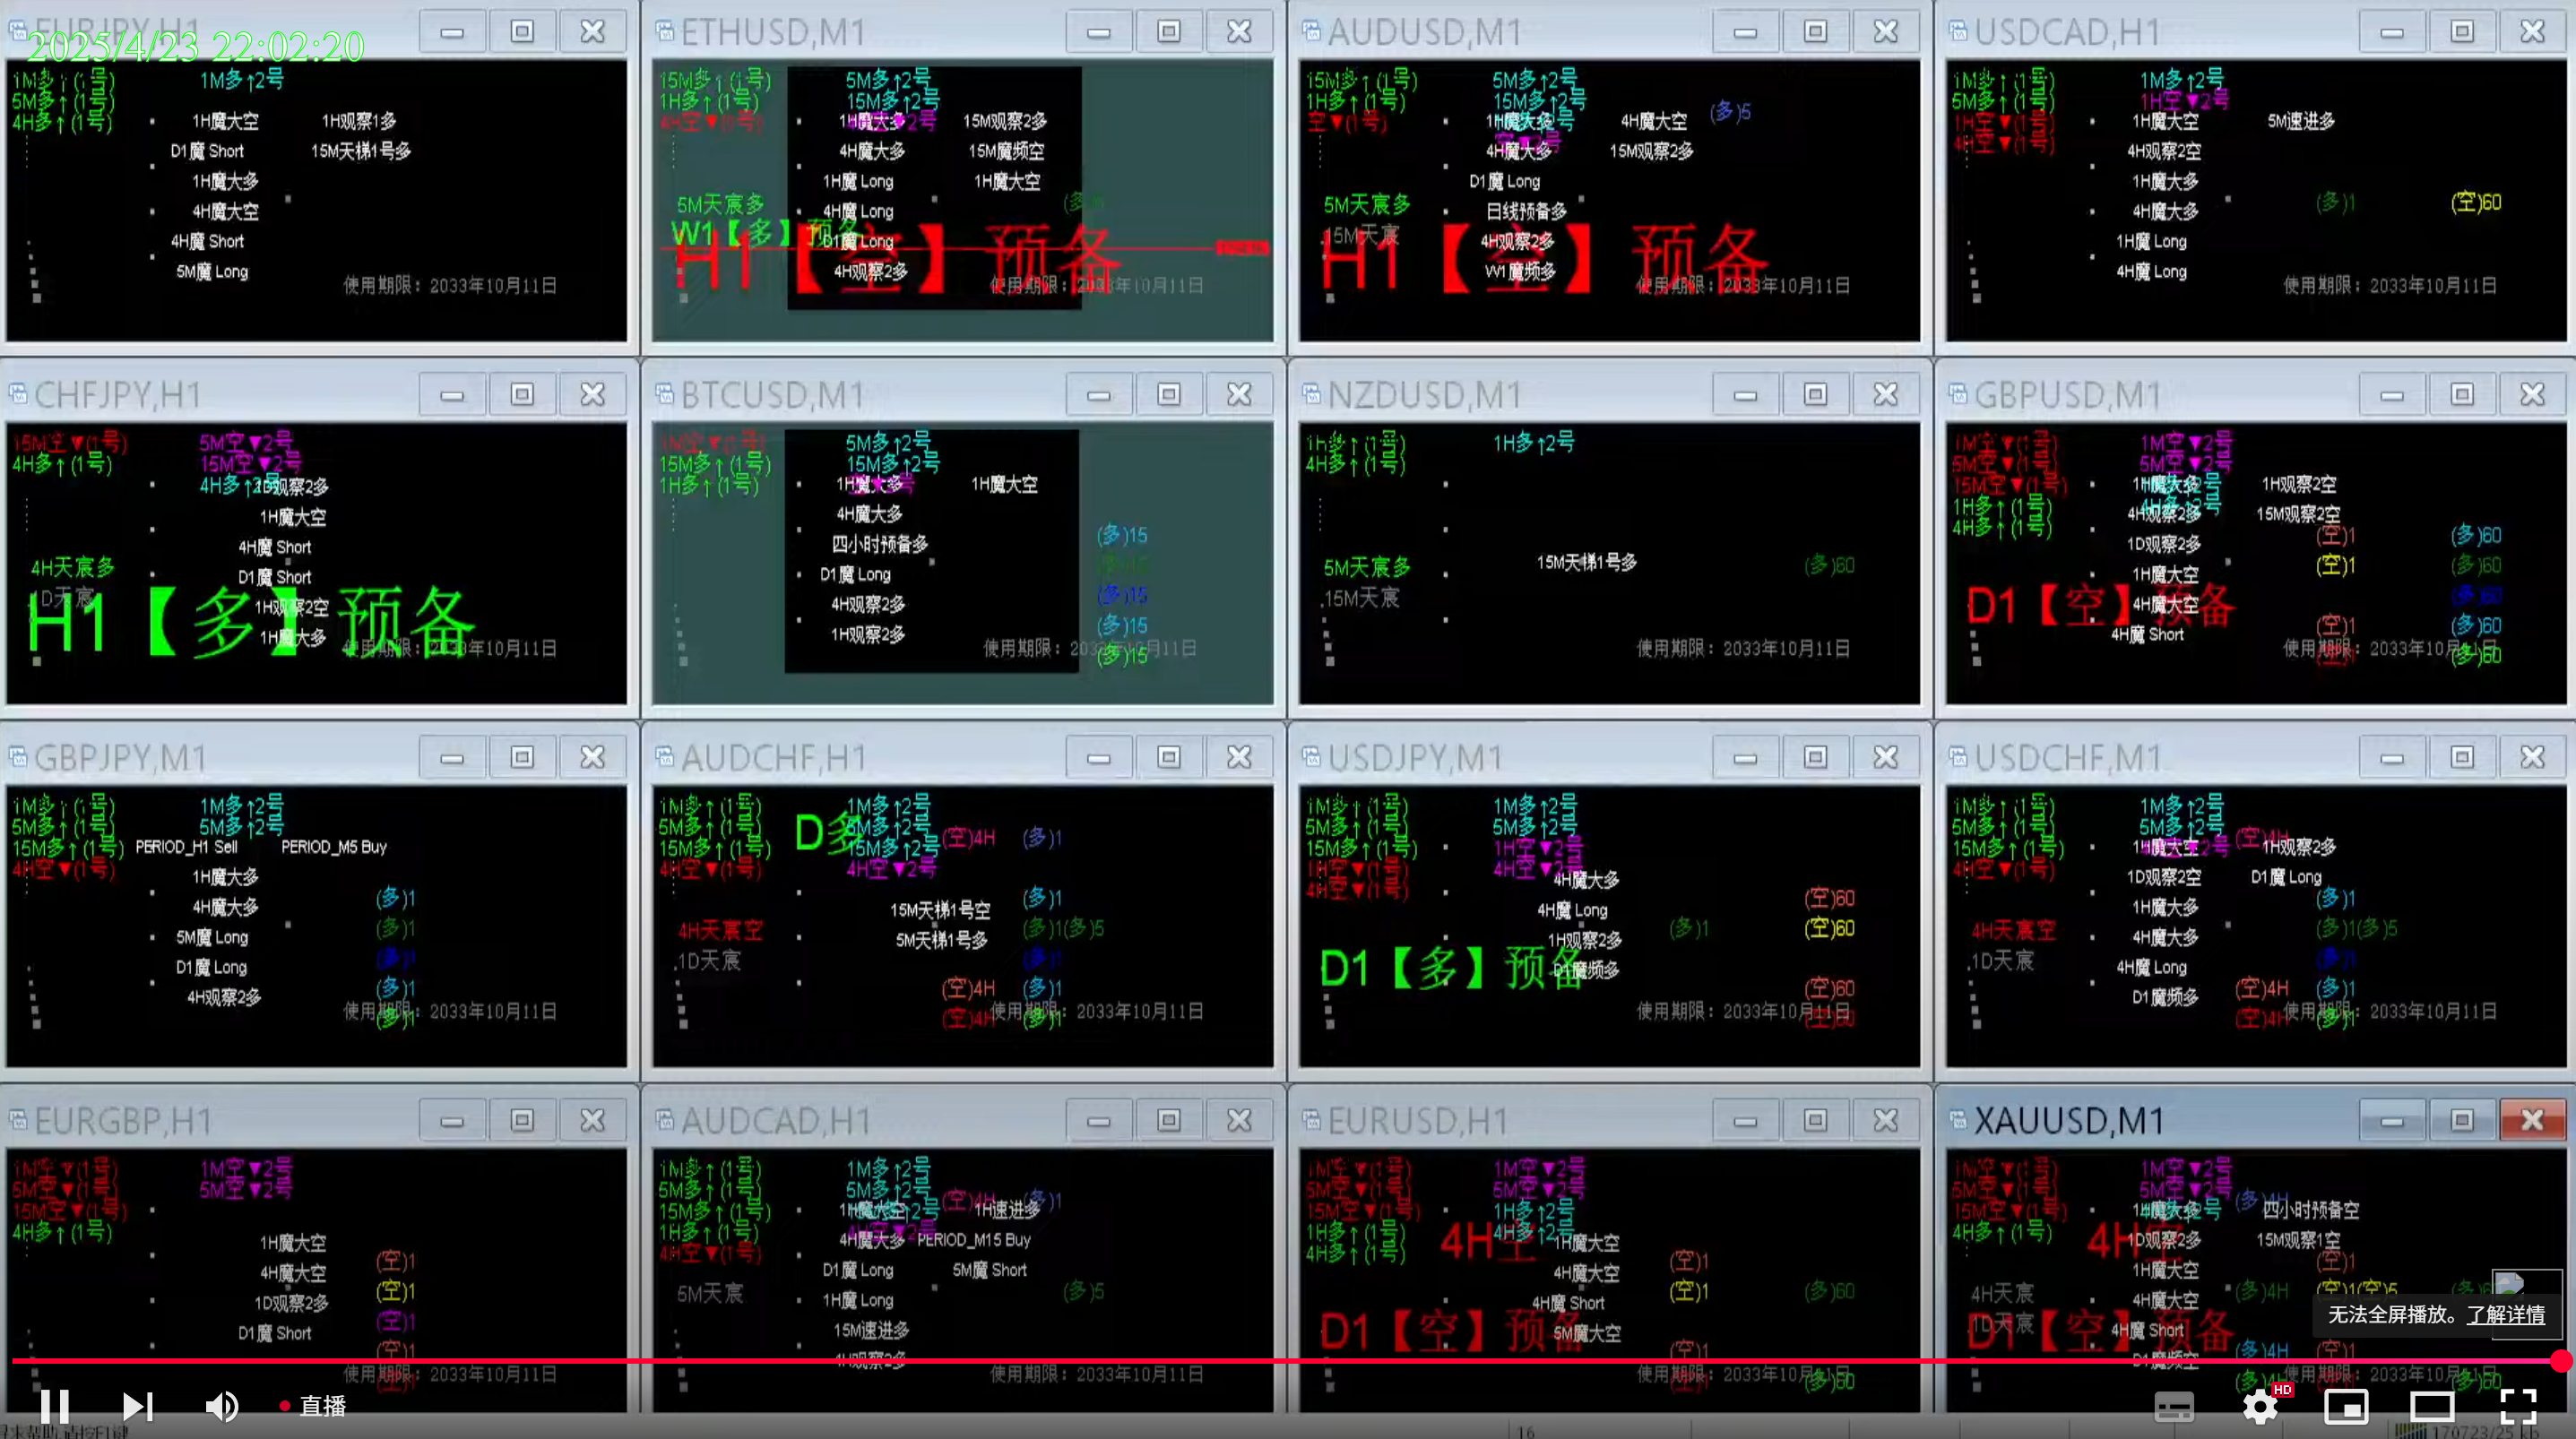 EURJPY,H1
2025/4/23 22:02:20
1M多↑(1号)
5M多↑(1号)
4H多↑(1号)
1M多↑2号
1H魔大空
1H观察1多
D1魔 Short
15M天梯1号多
1H魔大多
4H魔大空
4H魔 Short
5M魔 Long
使用期限：2033年10月11日
ETHUSD,M1
15M多↑(1号)
1H多↑(1号)
4H空▼(1号)
5M多↑2号
15M多↑2号
1H魔大多
15M观察2多
4H魔大多
15M魔频空
1H魔 Long
1H魔大空
5M天宸多
4H魔 Long
W1【多】预备
D1魔 Long
H1【空】预备
4H观察2多
使用期限：2033年10月11日
AUDUSD,M1
15M多↑(1号)
1H多↑(1号)
空▼(1号)
5M多↑2号
15M多↑2号
1H魔大多
4H魔大空
(多)5
4H魔大多
15M观察2多
D1魔 Long
5M天宸多
日线预备多
15M天宸
4H观察2多
H1【空】预备
W1魔频多
使用期限：2033年10月11日
USDCAD,H1
1M多↑(1号)
5M多↑(1号)
1H空▼(1号)
4H空▼(1号)
1M多↑2号
1H空▼2号
1H魔大空
5M速进多
4H观察2空
1H魔大多
4H魔大多
(多)1
(空)60
1H魔 Long
4H魔 Long
使用期限：2033年10月11日
CHFJPY,H1
15M空▼(1号)
4H多↑(1号)
5M空▼2号
15M空▼2号
4H多↑2号
1D观察2多
1H魔大空
4H魔 Short
4H天宸多
D1魔 Short
1D天宸
1H观察2空
H1【多】预备
1H魔大多
使用期限：2033年10月11日
BTCUSD,M1
1M空▼(1号)
15M多↑(1号)
1H多↑(1号)
5M多↑2号
15M多↑2号
1H魔大多
1H魔大空
4H魔大多
(多)15
四小时预备多
D1魔 Long
(多)15
4H观察2多
(多)15
1H观察2多
(多)15
使用期限：2033年10月11日
NZDUSD,M1
1H多↑(1号)
4H多↑(1号)
1H多↑2号
15M天梯1号多
(多)60
5M天宸多
15M天宸
使用期限：2033年10月11日
GBPUSD,M1
1M空▼(1号)
5M空▼(1号)
15M空▼(1号)
1H多↑(1号)
4H多↑(1号)
1M空▼2号
5M空▼2号
1H魔大多
1H观察2空
4H观察2多
15M观察2空
(空)1
(多)60
1D观察2多
(空)1
(多)60
1H魔大空
(多)60
D1【空】预备
4H魔大空
(空)1
(多)60
4H魔 Short
(多)60
使用期限：2033年10月11日
GBPJPY,M1
1M多↑(1号)
5M多↑(1号)
15M多↑(1号)
4H空▼(1号)
1M多↑2号
5M多↑2号
PERIOD_H1 Sell
PERIOD_M5 Buy
1H魔大多
(多)1
4H魔大多
(多)1
5M魔 Long
(多)1
D1魔 Long
(多)1
4H观察2多
(多)1
使用期限：2033年10月11日
AUDCHF,H1
1M多↑(1号)
5M多↑(1号)
15M多↑(1号)
4H空▼(1号)
D多
1M多↑2号
5M多↑2号
15M多↑2号
4H空▼2号
(空)4H
(多)1
(多)1
15M天梯1号空
(多)1(多)5
4H天宸空
5M天梯1号多
(多)1
1D天宸
(空)4H
(多)1
(空)4H
(多)1
使用期限：2033年10月11日
USDJPY,M1
1M多↑(1号)
5M多↑(1号)
15M多↑(1号)
1H空▼(1号)
4H空▼(1号)
1M多↑2号
5M多↑2号
1H空▼2号
4H空▼2号
4H魔大多
(空)60
4H魔 Long
(多)1
(空)60
1H观察2多
D1【多】预备
D1魔频多
(空)60
(空)60
使用期限：2033年10月11日
USDCHF,M1
1M多↑(1号)
5M多↑(1号)
15M多↑(1号)
4H空▼(1号)
1M多↑2号
5M多↑2号
(空)4H
1H魔大空
1H观察2多
1D观察2空
D1魔 Long
(多)1
1H魔大多
(多)1(多)5
4H天宸空
4H魔大多
(多)1
1D天宸
4H魔 Long
(空)4H
(多)1
D1魔频多
(空)4H
(多)1
使用期限：2033年10月11日
EURGBP,H1
1M空▼(1号)
5M空▼(1号)
15M空▼(1号)
4H多↑(1号)
1M空▼2号
5M空▼2号
1H魔大空
(空)1
4H魔大空
(空)1
1D观察2多
(空)1
D1魔 Short
(空)1
使用期限：2033年10月11日
AUDCAD,H1
1M多↑(1号)
5M多↑(1号)
15M多↑(1号)
1H多↑(1号)
4H空▼(1号)
1M多↑2号
5M多↑2号
(空)4H
(多)1
1H魔大空
1H速进多
4H魔大多
PERIOD_M15 Buy
D1魔 Long
5M魔 Short
5M天宸
1H魔 Long
(多)5
15M速进多
4H观察2多
使用期限：2033年10月11日
EURUSD,H1
1M空▼(1号)
5M空▼(1号)
15M空▼(1号)
1H多↑(1号)
4H多↑(1号)
1M空▼2号
5M空▼2号
1H多↑2号
4H多↑2号
4H空
1H魔大空
(空)1
4H魔大空
(空)1
(多)60
4H魔 Short
D1【空】预备
5M魔大空
(空)1
(多)60
使用期限：2033年10月11日
XAUUSD,M1
1M空▼(1号)
5M空▼(1号)
15M空▼(1号)
4H多↑(1号)
1M空▼2号
5M空▼2号
(多)4H
1H魔大多
四小时预备空
4H空
1D观察2多
15M观察1空
(空)1
1H魔大空
4H天宸
4H魔大空
(多)4H
(空)1(空)5
1D天宸
D1【空】预备
4H魔 Short
(多)4H
(空)1
D1魔频空
使用期限：2033年10月11日
无法全屏播放。了解详情
直播
HD
16
170723/25 kb